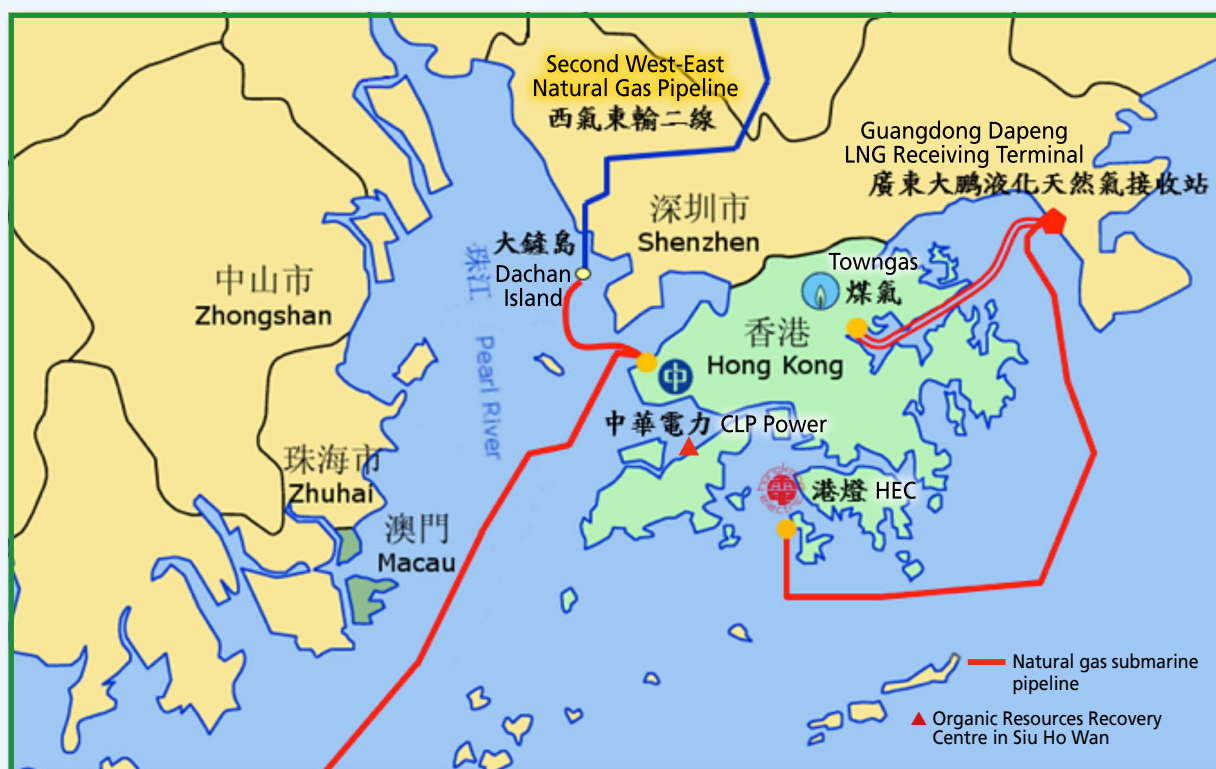 Second West-East
Natural Gas Pipeline
西氣東輸二線
Guangdong Dapeng
LNG Receiving Terminal
廣東大鵬液化天然氣接收站
深圳市
Shenzhen
大鏟島
Dachan
Island
珠江 Pearl River
中山市
Zhongshan
Towngas
煤氣
香港
Hong Kong
中華電力 CLP Power
珠海市
Zhuhai
港燈 HEC
澳門
Macau
Natural gas submarine
pipeline
Organic Resources Recovery
Centre in Siu Ho Wan